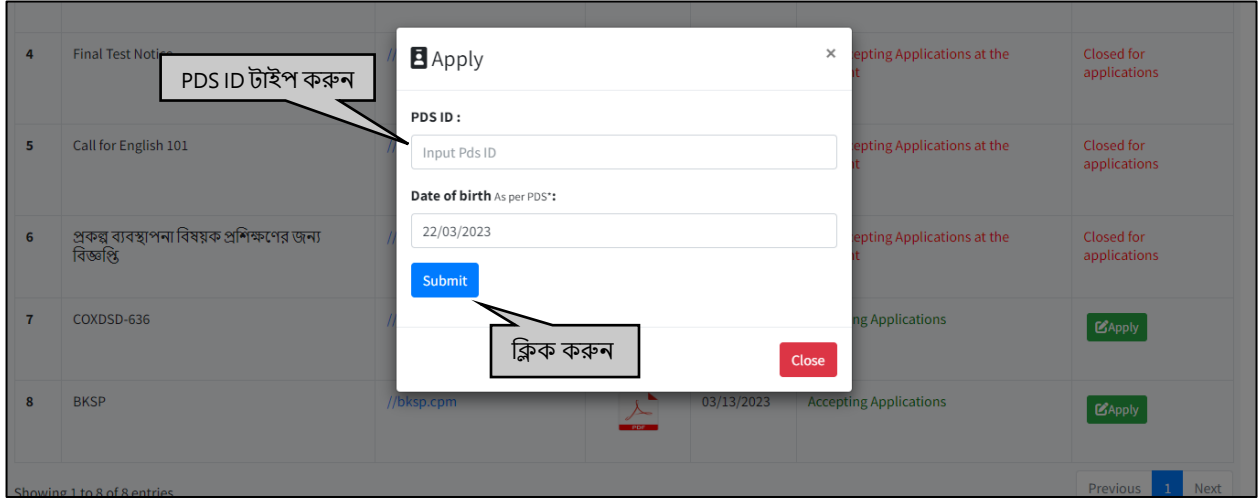 4 Final Test Notice // Accepting Applications at the Closed for
applications
PDS ID টাইপ করুন
Apply ×
PDS ID :
Input Pds ID
5 Call for English 101 Applications at the Closed for
applications
Date of birth As per PDS*:
22/03/2023
6 প্রকল্প ব্যবস্থাপনা বিষয়ক প্রশিক্ষণের জন্য // Applications at the Closed for
বিজ্ঞপ্তি applications
Submit
7 COXDSD-636 // Applications Apply
ক্লিক করুন
Close
8 BKSP //bksp.cpm PDF 03/13/2023 Accepting Applications Apply
Showing 1 to 8 of 8 entries
Previous 1 Next